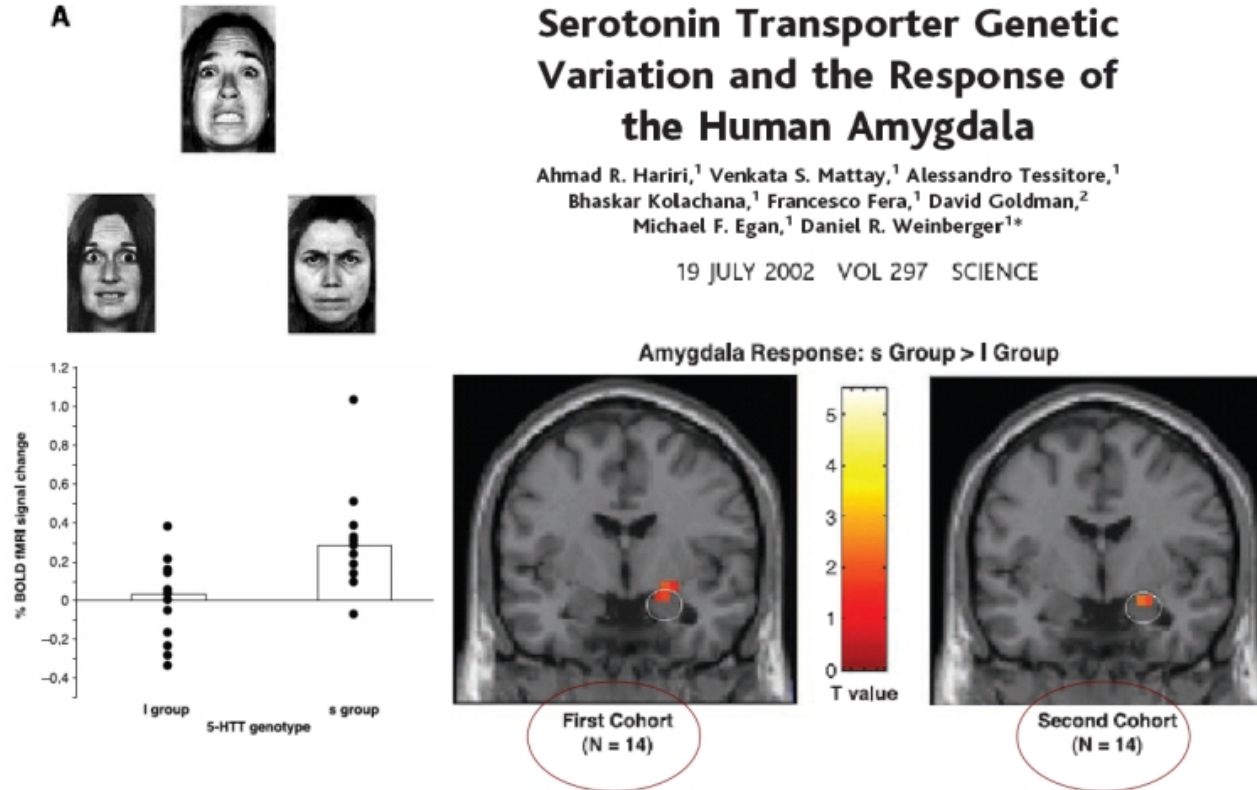 A
Serotonin Transporter Genetic
Variation and the Response of
the Human Amygdala
Ahmad R. Hariri,1 Venkata S. Mattay,1 Alessandro Tessitore,1
Bhaskar Kolachana,1 Francesco Fera,1 David Goldman,2
Michael F. Egan,1 Daniel R. Weinberger1*
19 JULY 2002 VOL 297 SCIENCE
% BOLD fMRI signal change
1.2
1.0
0.8
0.6
0.4
0.2
0
−0.2
−0.4
l group
s group
5-HTT genotype
Amygdala Response: s Group > l Group
5
4
3
2
1
0
T value
First Cohort
(N = 14)
Second Cohort
(N = 14)